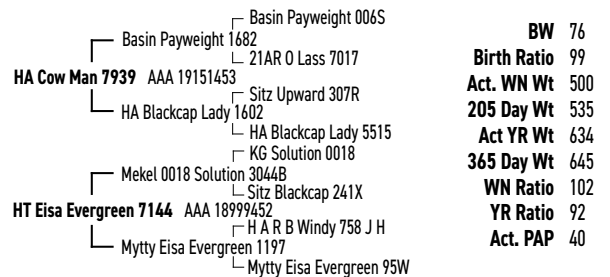 Basin Payweight 006S
Basin Payweight 1682
21AR O Lass 7017
HA Cow Man 7939 AAA 19151453
Sitz Upward 307R
HA Blackcap Lady 1602
HA Blackcap Lady 5515
KG Solution 0018
Mekel 0018 Solution 3044B
Sitz Blackcap 241X
HT Eisa Evergreen 7144 AAA 18999452
H A R B Windy 758 J H
Mytty Eisa Evergreen 1197
Mytty Eisa Evergreen 95W
BW 76
Birth Ratio 99
Act. WN Wt 500
205 Day Wt 535
Act YR Wt 634
365 Day Wt 645
WN Ratio 102
YR Ratio 92
Act. PAP 40